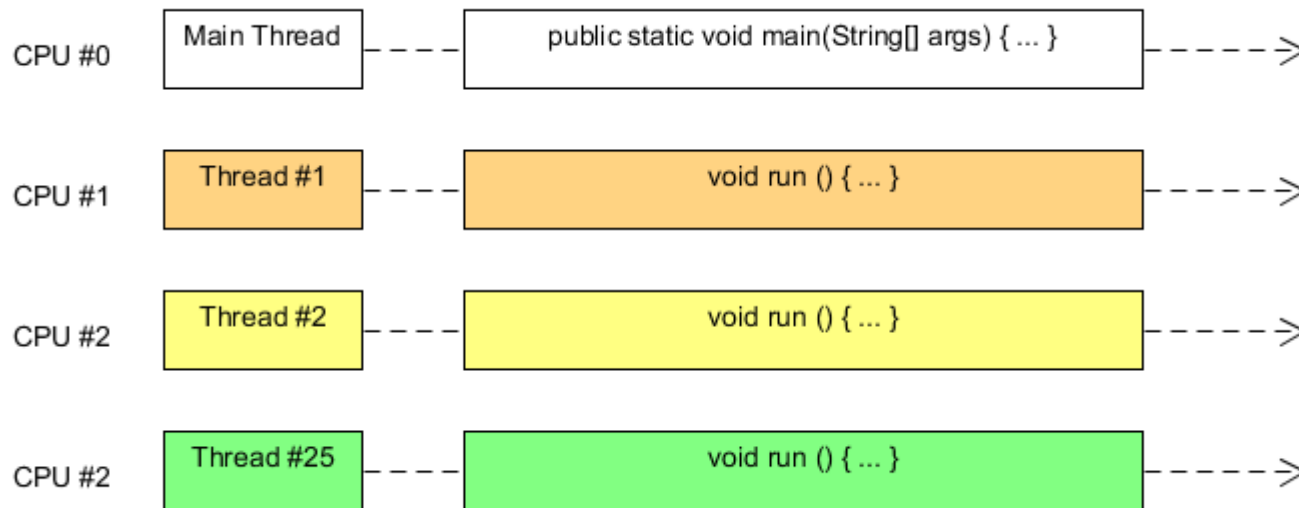 CPU #0 Main Thread public static void main(String[] args) { ... }
CPU #1 Thread #1 void run () { ... }
CPU #2 Thread #2 void run () { ... }
CPU #2 Thread #25 void run () { ... }